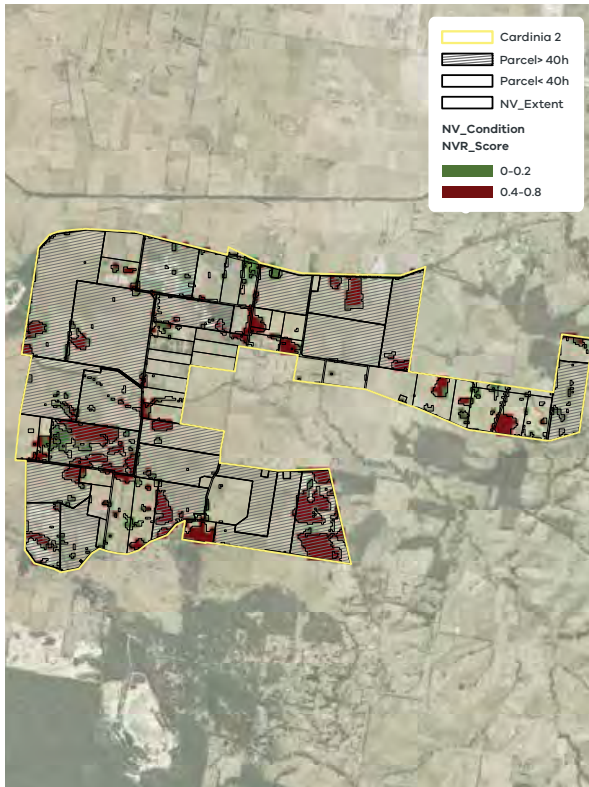 Cardinia 2
Parcel> 40h
Parcel< 40h
NV_Extent
NV_Condition
NVR_Score
0-0.2
0.4-0.8